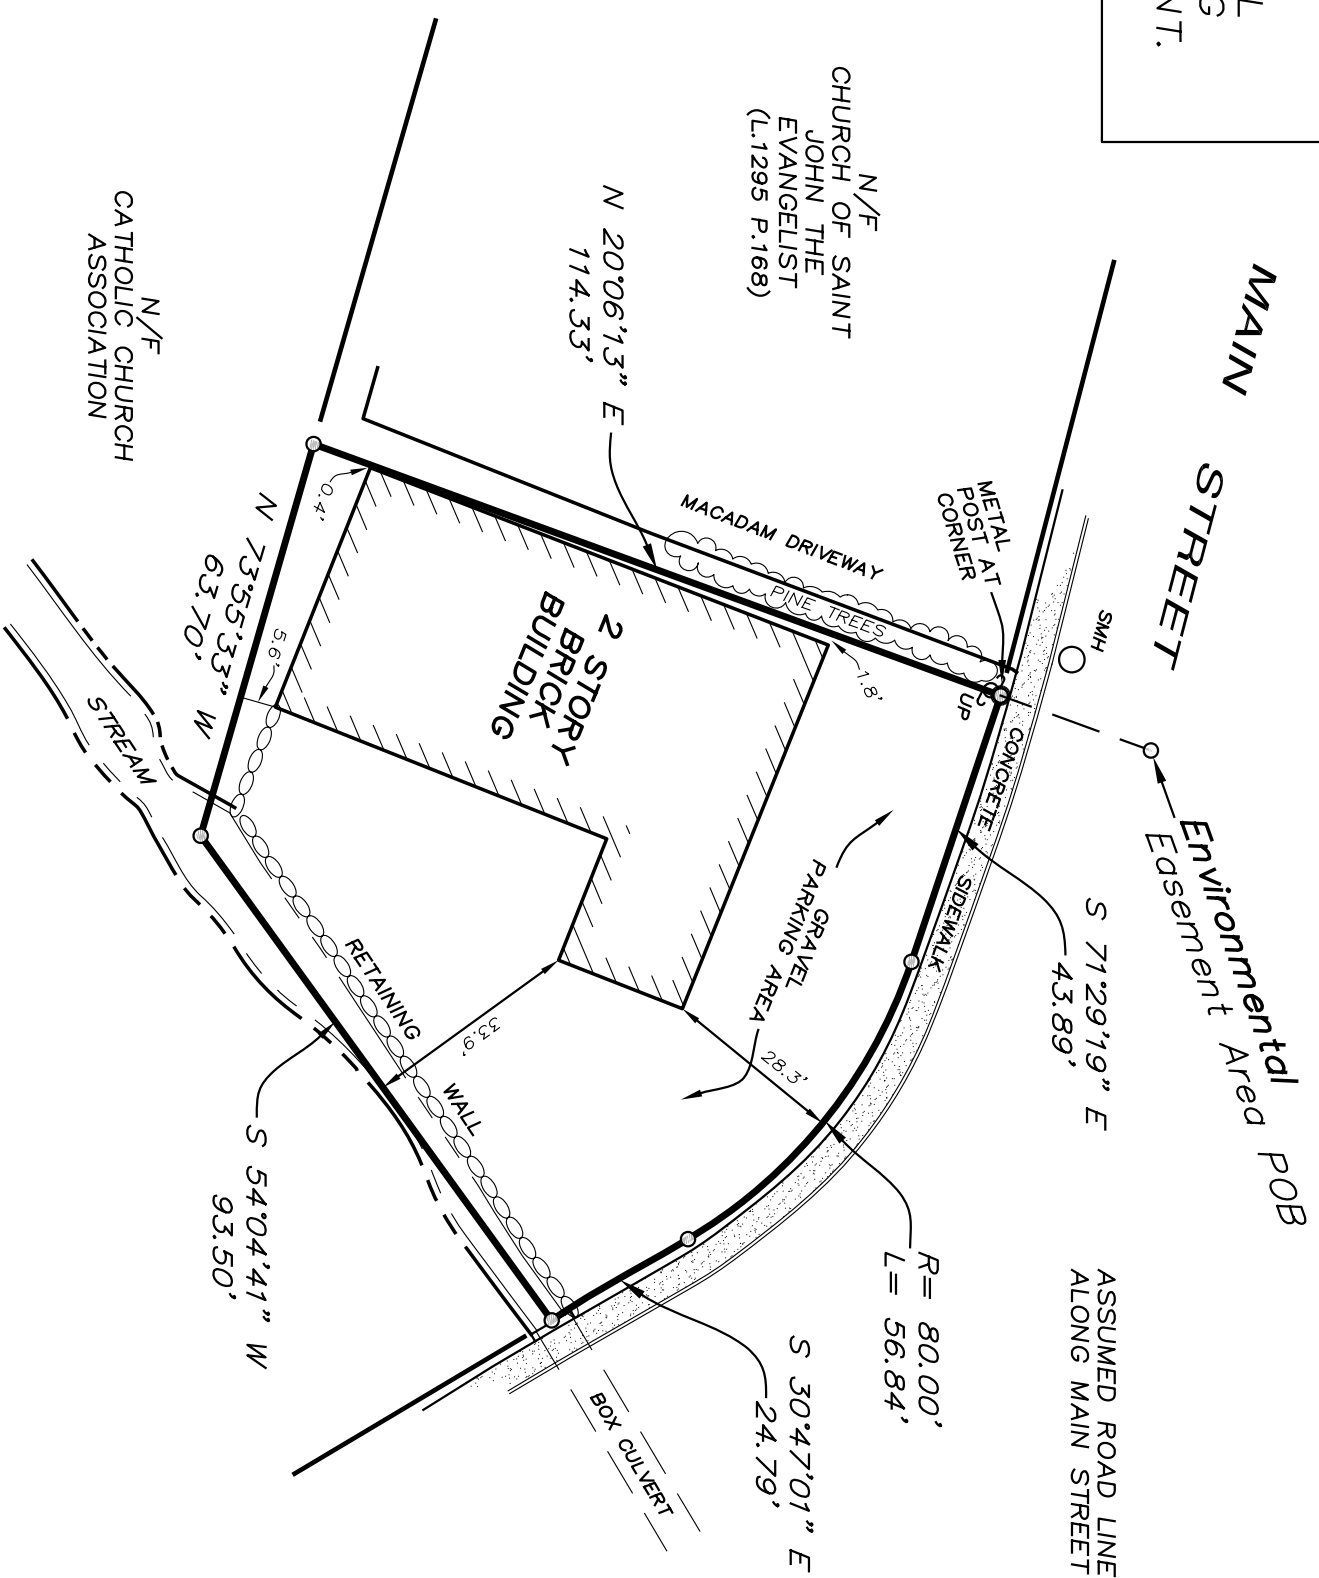 L
G
NT.
MAIN STREET
N/F
CHURCH OF SAINT
JOHN THE
EVANGELIST
(L.1295 P.168)
N 20°06'13" E
114.33'
N/F
CATHOLIC CHURCH
ASSOCIATION
METAL
POST AT
CORNER
MACADAM DRIVEWAY
PINE TREES
SMH
UP
Environmental
Easement Area POB
CONCRETE SIDEWALK
S 71°29'19" E
43.89'
ASSUMED ROAD LINE
ALONG MAIN STREET
0.4'
1.8'
5.6'
2 STORY
BRICK
BUILDING
GRAVEL
PARKING AREA
28.3'
33.9'
N 73°55'33" W
63.70'
STREAM
RETAINING WALL
R= 80.00'
L= 56.84'
S 30°47'01" E
24.79'
S 54°04'41" W
93.50'
BOX CULVERT